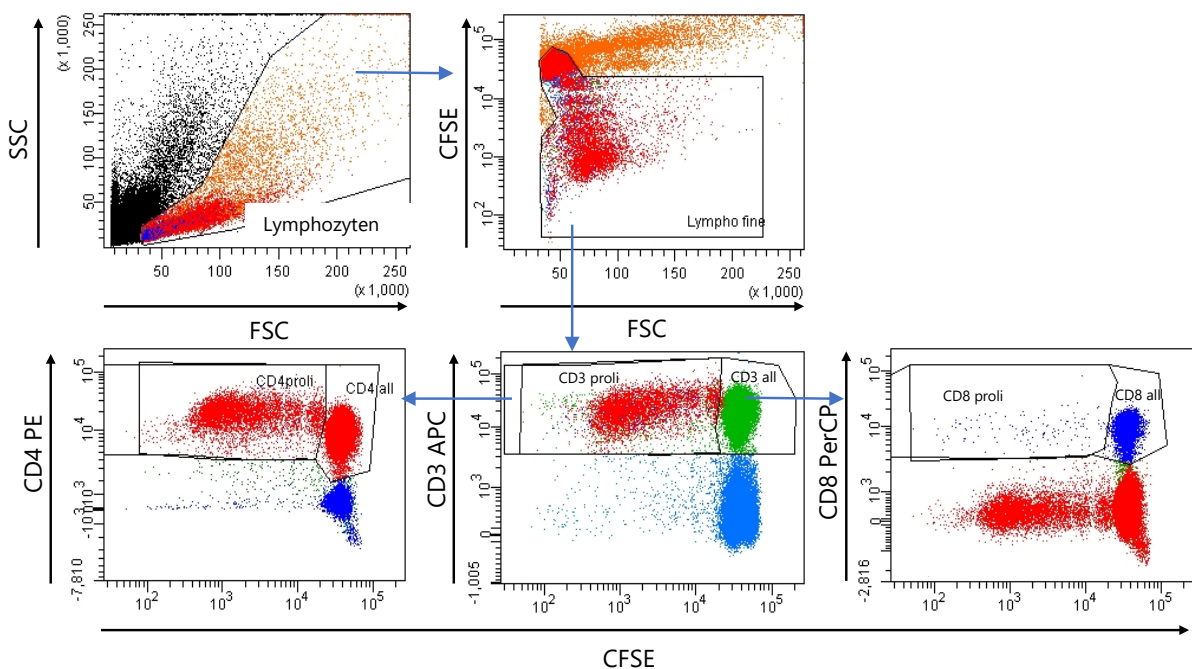 250
(x 1,000)
200
150
100
50
SSC
Lymphozyten
50 100 150 200 250
(x 1,000)
FSC
10^5
10^4
10^3
10^2
CFSE
Lympho fine
50 100 150 200 250
(x 1,000)
FSC
CD4 PE
10^5
10^4
10^3
-7,810
CD4proli
CD4 all
10^2 10^3 10^4 10^5
CD3 APC
10^5
10^4
10^3
0
-1,005
CD3 proli
CD3 all
10^2 10^3 10^4 10^5
CD8 PerCP
10^5
10^4
10^3
0
-2,816
CD8 proli
CD8 all
10^2 10^3 10^4 10^5
CFSE